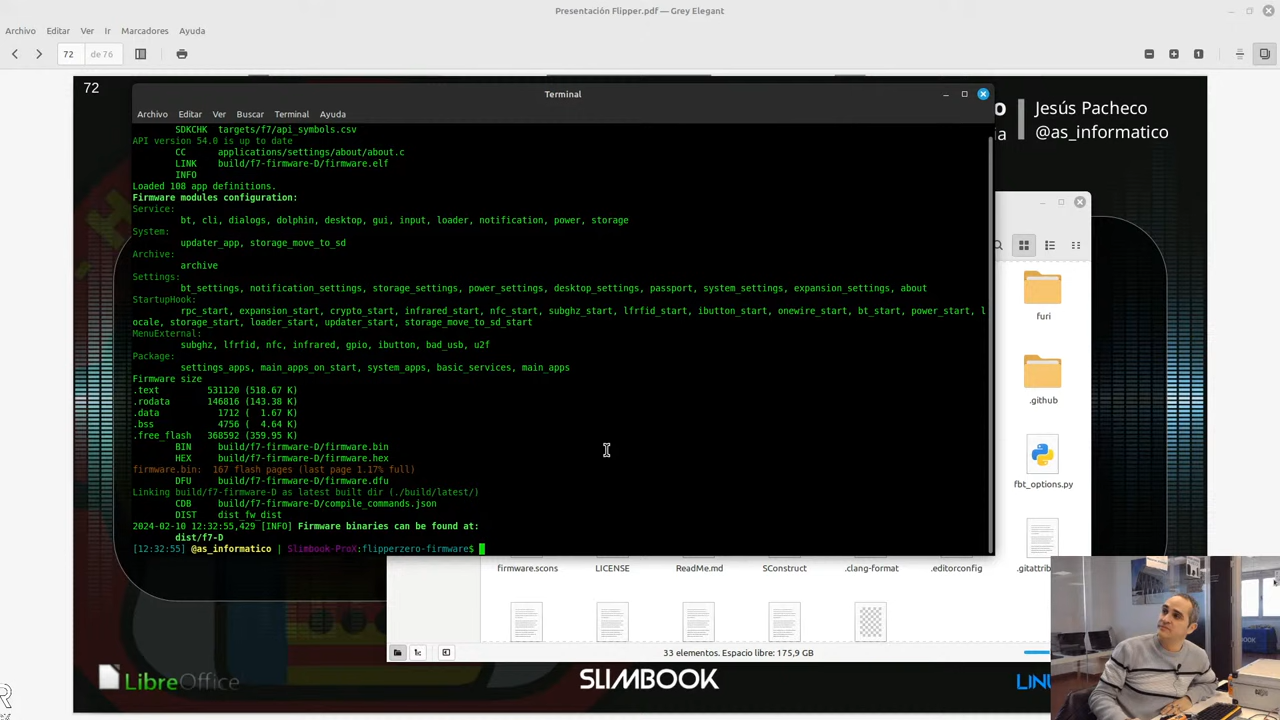 Presentación Flipper.pdf — Grey Elegant
Archivo Editar Ver Ir Marcadores Ayuda
72 de 76
72
Jesús Pacheco
@as_informatico
Terminal
Archivo Editar Ver Buscar Terminal Ayuda
SDKCHK targets/f7/api_symbols.csv
API version 54.0 is up to date
CC applications/settings/about/about.c
LINK build/f7-firmware-D/firmware.elf
INFO
Loaded 108 app definitions.
Firmware modules configuration:
Service:
bt, cli, dialogs, dolphin, desktop, gui, input, loader, notification, power, storage
System:
updater_app, storage_move_to_sd
Archive:
archive
Settings:
bt_settings, notification_settings, storage_settings, power_settings, desktop_settings, passport, system_settings, expansion_settings, about
StartupHook:
rpc_start, expansion_start, crypto_start, infrared_start, nfc_start, subghz_start, lfrfid_start, ibutton_start, onewire_start, bt_start, power_start, l
ocale, storage_start, loader_start, updater_start, storage_move_to_sd_start
MenuExternal:
subghz, lfrfid, nfc, infrared, gpio, ibutton, bad_usb, u2f
Package:
settings_apps, main_apps_on_start, system_apps, basic_services, main_apps
Firmware size
.text 531120 (518.67 K)
.rodata 146816 (143.38 K)
.data 1712 ( 1.67 K)
.bss 4756 ( 4.64 K)
.free_flash 368592 (359.95 K)
BIN build/f7-firmware-D/firmware.bin
HEX build/f7-firmware-D/firmware.hex
firmware.bin: 167 flash pages (last page 1.17% full)
DFU build/f7-firmware-D/firmware.dfu
Linking build/f7-firmware-D as latest built dir (./build/latest/)
CDB build/f7-firmware-D/compile_commands.json
DIST dist_fw_dist
2024-02-10 12:32:55,429 [INFO] Firmware binaries can be found at:
dist/f7-D
[12:32:55] @as_informatico | Slimbook-ProX:flipperzero-firmware$
furi
.github
fbt_options.py
firmware.scons LICENSE ReadMe.md SConstruct .clang-format .editorconfig .gitattrib
33 elementos. Espacio libre: 175,9 GB
LibreOffice
SLIMBOOK